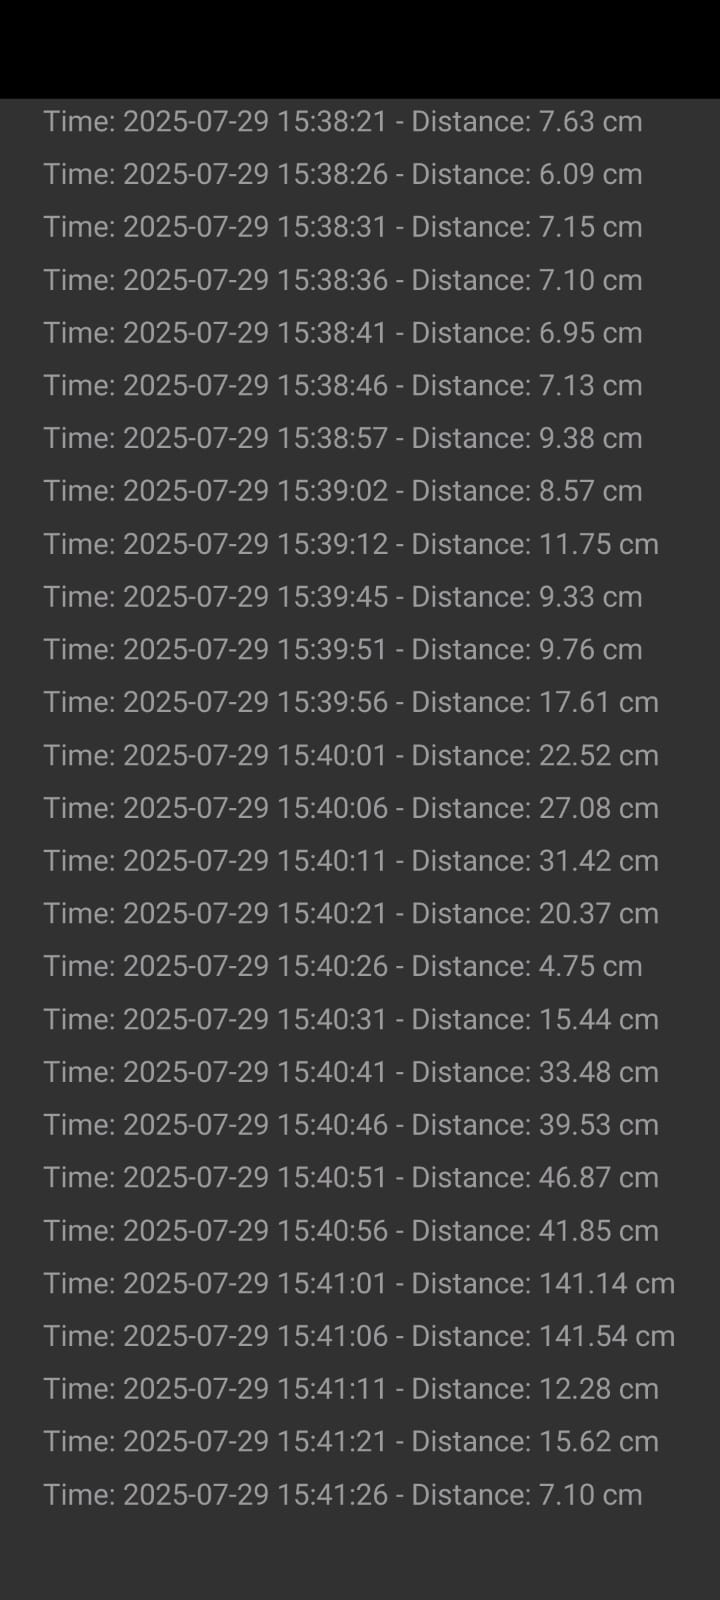 Time: 2025-07-29 15:38:21 - Distance: 7.63 cm
Time: 2025-07-29 15:38:26 - Distance: 6.09 cm
Time: 2025-07-29 15:38:31 - Distance: 7.15 cm
Time: 2025-07-29 15:38:36 - Distance: 7.10 cm
Time: 2025-07-29 15:38:41 - Distance: 6.95 cm
Time: 2025-07-29 15:38:46 - Distance: 7.13 cm
Time: 2025-07-29 15:38:57 - Distance: 9.38 cm
Time: 2025-07-29 15:39:02 - Distance: 8.57 cm
Time: 2025-07-29 15:39:12 - Distance: 11.75 cm
Time: 2025-07-29 15:39:45 - Distance: 9.33 cm
Time: 2025-07-29 15:39:51 - Distance: 9.76 cm
Time: 2025-07-29 15:39:56 - Distance: 17.61 cm
Time: 2025-07-29 15:40:01 - Distance: 22.52 cm
Time: 2025-07-29 15:40:06 - Distance: 27.08 cm
Time: 2025-07-29 15:40:11 - Distance: 31.42 cm
Time: 2025-07-29 15:40:21 - Distance: 20.37 cm
Time: 2025-07-29 15:40:26 - Distance: 4.75 cm
Time: 2025-07-29 15:40:31 - Distance: 15.44 cm
Time: 2025-07-29 15:40:41 - Distance: 33.48 cm
Time: 2025-07-29 15:40:46 - Distance: 39.53 cm
Time: 2025-07-29 15:40:51 - Distance: 46.87 cm
Time: 2025-07-29 15:40:56 - Distance: 41.85 cm
Time: 2025-07-29 15:41:01 - Distance: 141.14 cm
Time: 2025-07-29 15:41:06 - Distance: 141.54 cm
Time: 2025-07-29 15:41:11 - Distance: 12.28 cm
Time: 2025-07-29 15:41:21 - Distance: 15.62 cm
Time: 2025-07-29 15:41:26 - Distance: 7.10 cm